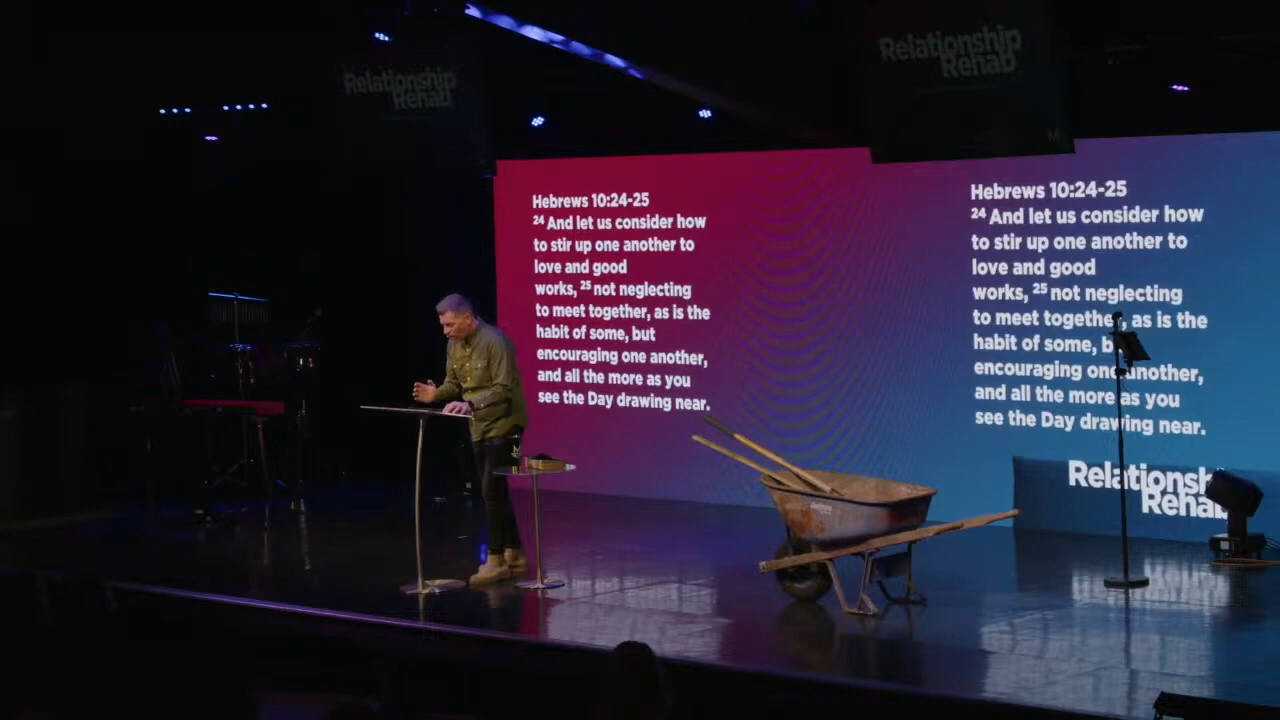 Relationship
Rehab
Relationship
Rehab
Hebrews 10:24-25
24 And let us consider how
to stir up one another to
love and good
works, 25 not neglecting
to meet together, as is the
habit of some, but
encouraging one another,
and all the more as you
see the Day drawing near.
Hebrews 10:24-25
24 And let us consider how
to stir up one another to
love and good
works, 25 not neglecting
to meet together, as is the
habit of some, but
encouraging one another,
and all the more as you
see the Day drawing near.
Relationship
Rehab